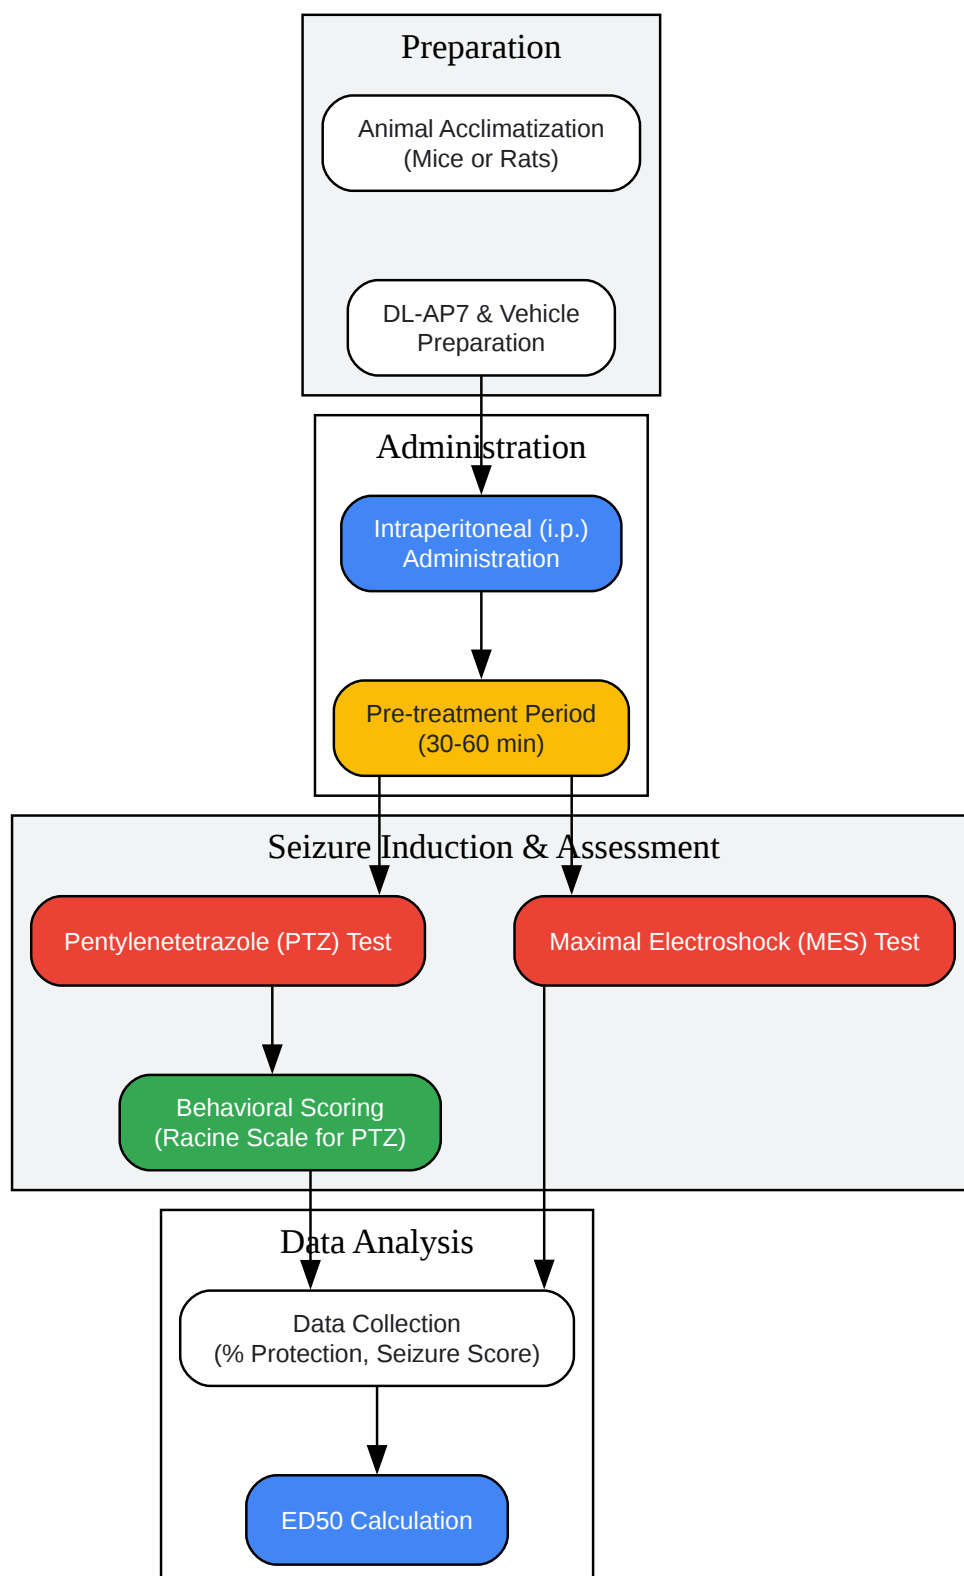 Preparation
Animal Acclimatization
(Mice or Rats)
DL-AP7 & Vehicle
Preparation
Administration
Intraperitoneal (i.p.)
Administration
Pre-treatment Period
(30-60 min)
Seizure Induction & Assessment
Pentylenetetrazole (PTZ) Test
Maximal Electroshock (MES) Test
Behavioral Scoring
(Racine Scale for PTZ)
Data Analysis
Data Collection
(% Protection, Seizure Score)
ED50 Calculation